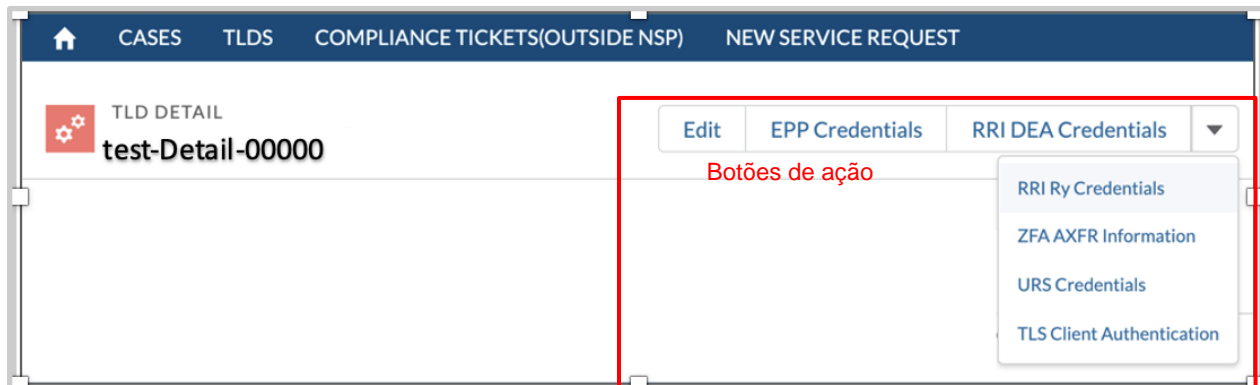 CASES TLDS COMPLIANCE TICKETS(OUTSIDE NSP) NEW SERVICE REQUEST
TLD DETAIL
test-Detail-00000
Edit EPP Credentials RRI DEA Credentials
Botões de ação
RRI Ry Credentials
ZFA AXFR Information
URS Credentials
TLS Client Authentication